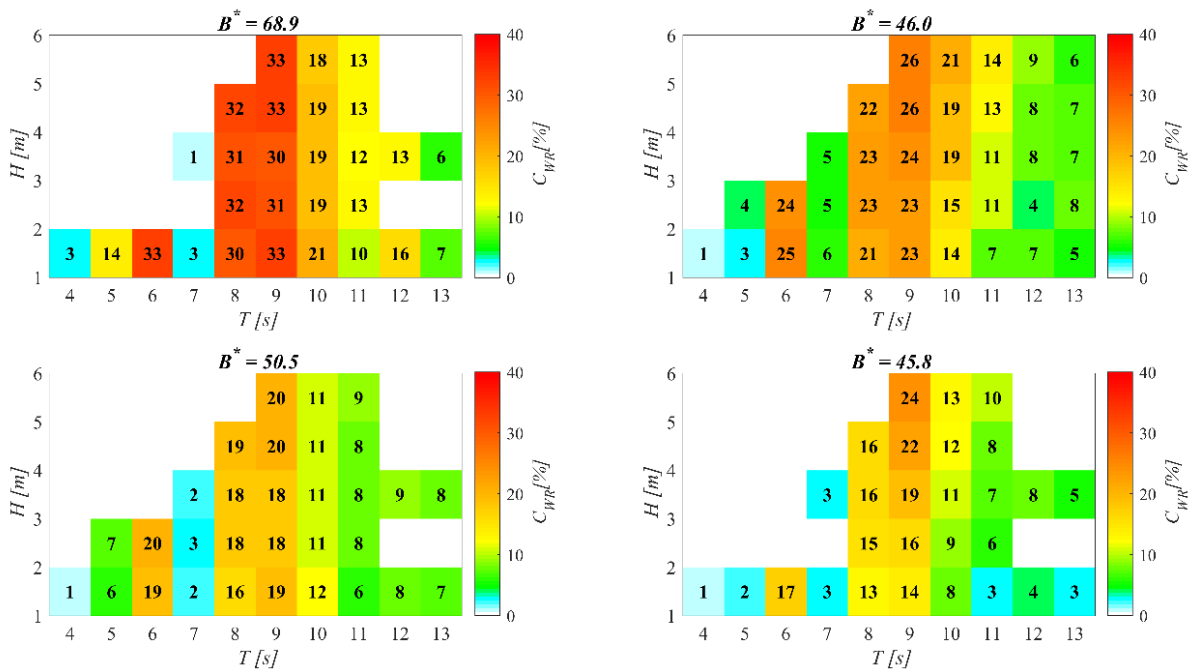 B* = 68.9
6
33 18 13
40
5
32 33 19 13
30
4
1 31 30 19 12 13 6
20
3
32 31 19 13
10
2
3 14 33 3 30 33 21 10 16 7
1
0
4 5 6 7 8 9 10 11 12 13
T [s]
H [m]
C_WR[%]
B* = 46.0
6
26 21 14 9 6
40
5
22 26 19 13 8 7
30
4
5 23 24 19 11 8 7
20
3
4 24 5 23 23 15 11 4 8
10
2
1 3 25 6 21 23 14 7 7 5
1
0
4 5 6 7 8 9 10 11 12 13
T [s]
H [m]
C_WR[%]
B* = 50.5
6
20 11 9
40
5
19 20 11 8
30
4
2 18 18 11 8 9 8
20
3
7 20 3 18 18 11 8
10
2
1 6 19 2 16 19 12 6 8 7
1
0
4 5 6 7 8 9 10 11 12 13
T [s]
H [m]
C_WR[%]
B* = 45.8
6
24 13 10
40
5
16 22 12 8
30
4
3 16 19 11 7 8 5
20
3
15 16 9 6
10
2
1 2 17 3 13 14 8 3 4 3
1
0
4 5 6 7 8 9 10 11 12 13
T [s]
H [m]
C_WR[%]